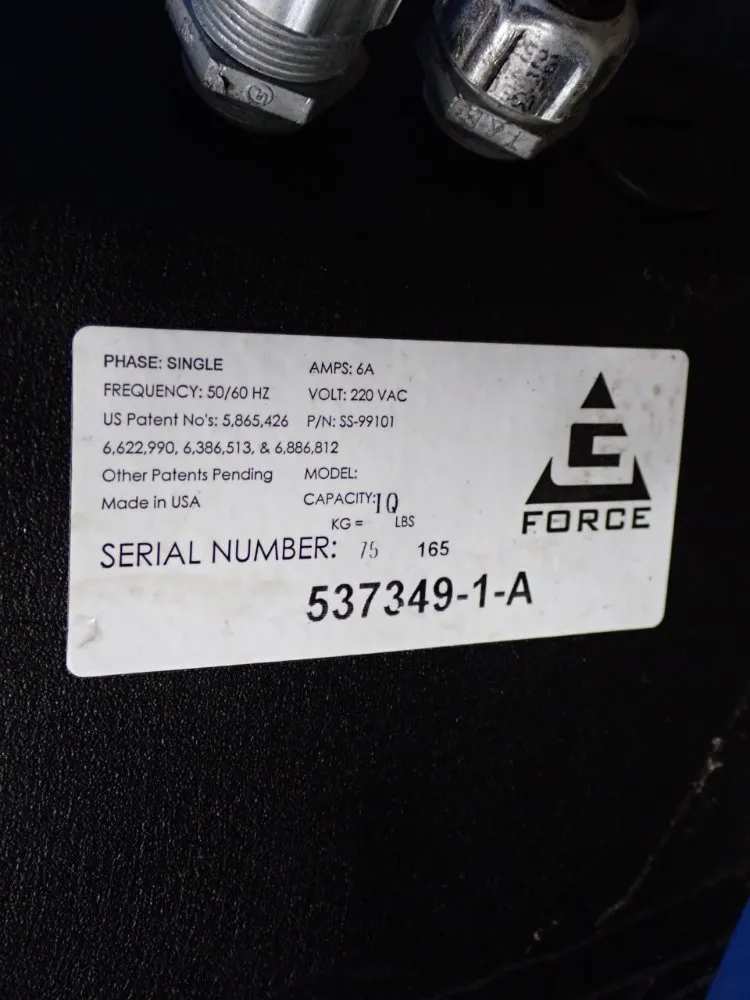 PHASE: SINGLE AMPS: 6A
FREQUENCY: 50/60 HZ VOLT: 220 VAC
US Patent No's: 5,865,426 P/N: SS-99101
6,622,990, 6,386,513, & 6,886,812
Other Patents Pending MODEL:
Made in USA CAPACITY: IQ
KG = LBS
SERIAL NUMBER: 75 165
537349-1-A
G
FORCE